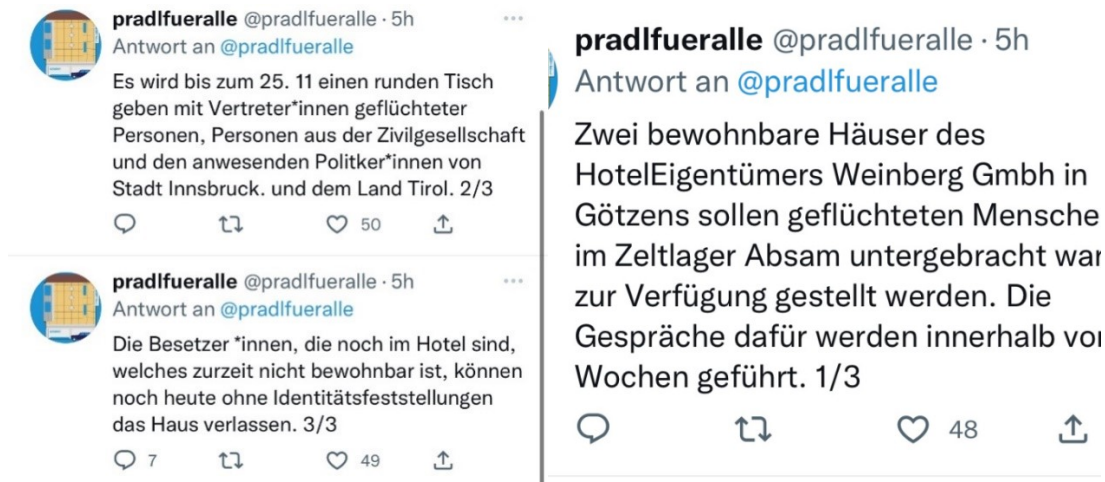 pradlfueralle @pradlfueralle · 5h
Antwort an @pradlfueralle
Es wird bis zum 25. 11 einen runden Tisch
geben mit Vertreter*innen geflüchteter
Personen, Personen aus der Zivilgesellschaft
und den anwesenden Politker*innen von
Stadt Innsbruck. und dem Land Tirol. 2/3
50
pradlfueralle @pradlfueralle · 5h
Antwort an @pradlfueralle
Die Besetzer *innen, die noch im Hotel sind,
welches zurzeit nicht bewohnbar ist, können
noch heute ohne Identitätsfeststellungen
das Haus verlassen. 3/3
7 49
pradlfueralle @pradlfueralle · 5h
Antwort an @pradlfueralle
Zwei bewohnbare Häuser des
HotelEigentümers Weinberg Gmbh in
Götzens sollen geflüchteten Mensche
im Zeltlager Absam untergebracht war
zur Verfügung gestellt werden. Die
Gespräche dafür werden innerhalb vo
Wochen geführt. 1/3
48